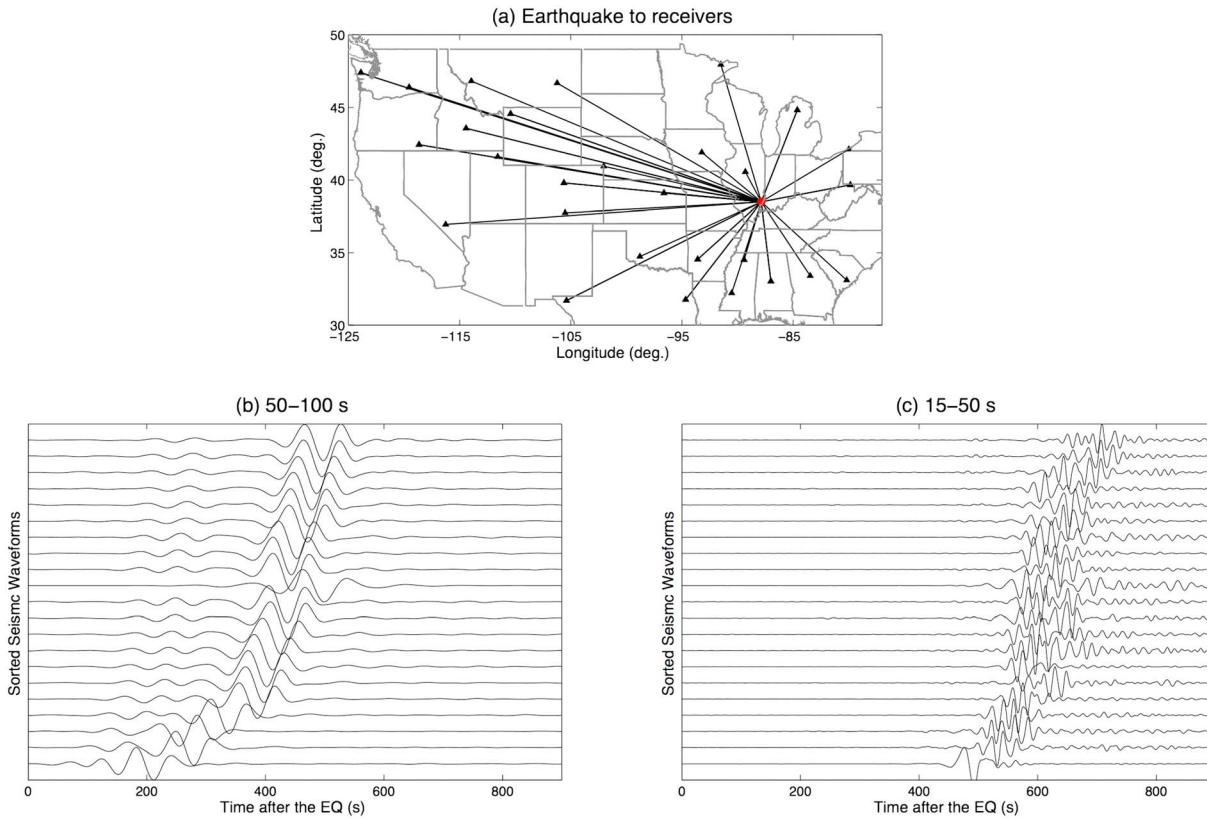 (a) Earthquake to receivers
50
45
40
35
30
Latitude (deg.)
−125
−115
−105
−95
−85
Longitude (deg.)
(b) 50−100 s
Sorted Seismc Waveforms
0
200
400
600
800
Time after the EQ (s)
(c) 15−50 s
Sorted Seismic Waveforms
0
200
400
600
800
Time after the EQ (s)